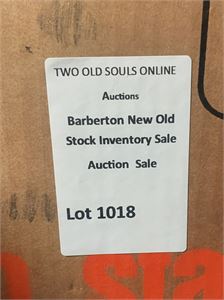 TWO OLD SOULS ONLINE
Auctions
Barberton New Old
Stock Inventory Sale
Auction Sale
Lot 1018